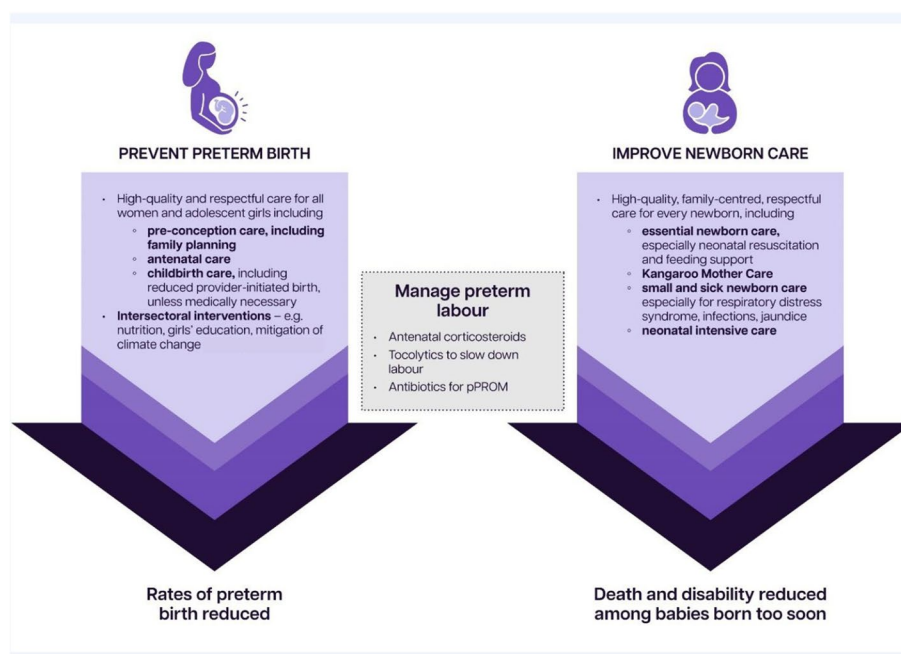 PREVENT PRETERM BIRTH
• High-quality and respectful care for all
women and adolescent girls including
◦ pre-conception care, including
family planning
◦ antenatal care
◦ childbirth care, including
reduced provider-initiated birth,
unless medically necessary
• Intersectoral interventions – e.g.
nutrition, girls' education, mitigation of
climate change
Rates of preterm
birth reduced
Manage preterm
labour
• Antenatal corticosteroids
• Tocolytics to slow down
labour
• Antibiotics for pPROM
IMPROVE NEWBORN CARE
• High-quality, family-centred, respectful
care for every newborn, including
◦ essential newborn care,
especially neonatal resuscitation
and feeding support
◦ Kangaroo Mother Care
◦ small and sick newborn care
especially for respiratory distress
syndrome, infections, jaundice
◦ neonatal intensive care
Death and disability reduced
among babies born too soon